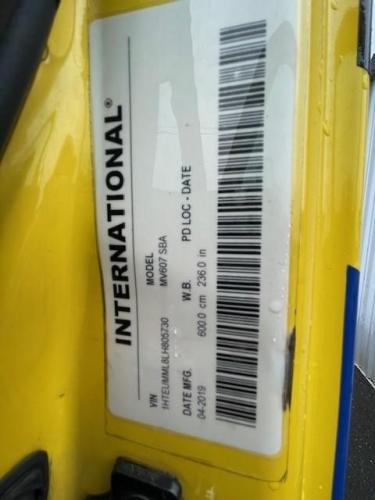 INTERNATIONAL®
VIN MODEL
1HTEUMML8LH805730 MV607 SBA
DATE MFG. W.B. PD LOC - DATE
04-2019 600.0 cm 236.0 in